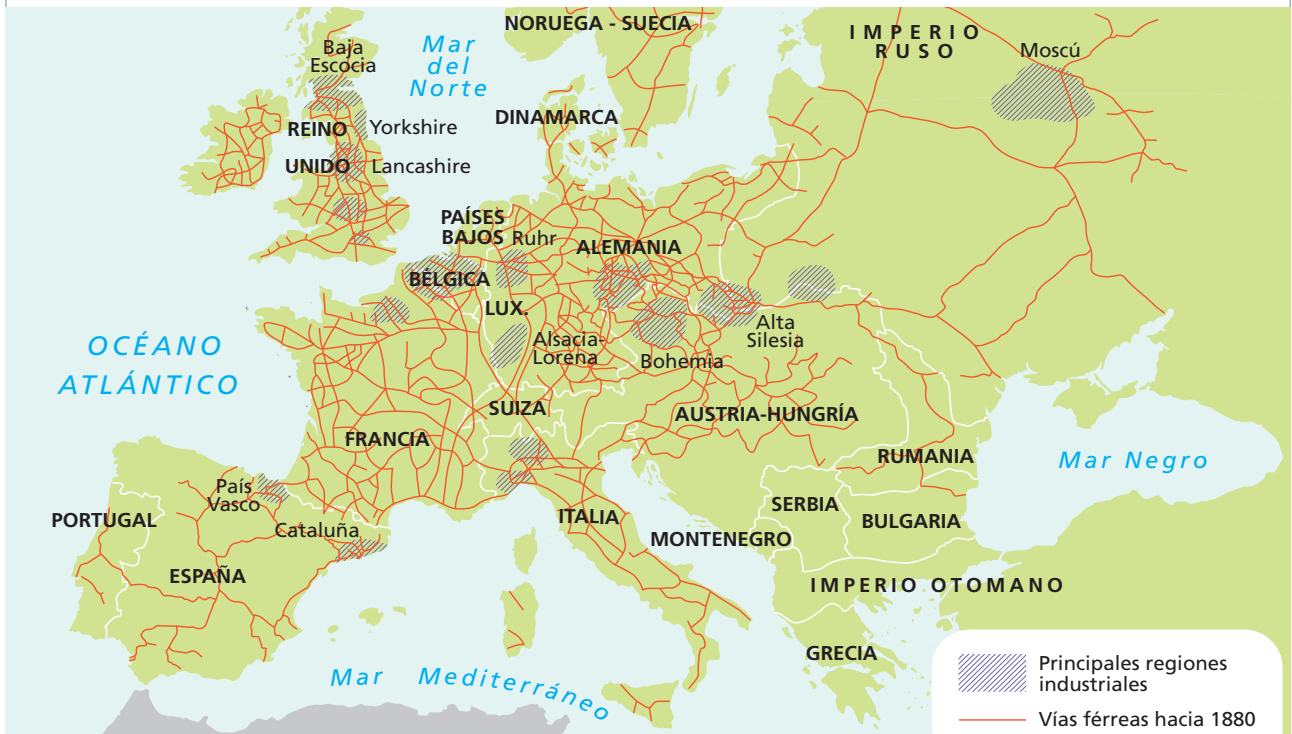 NORUEGA - SUECIA
IMPERIO
RUSO
Moscú
Mar
del
Norte
Baja
Escocia
DINAMARCA
REINO
UNIDO
Yorkshire
Lancashire
PAÍSES
BAJOS
Ruhr
ALEMANIA
BÉLGICA
LUX.
Alsacia-
Lorena
Bohemia
Alta
Silesia
OCÉANO
ATLÁNTICO
SUIZA
AUSTRIA-HUNGRÍA
FRANCIA
RUMANIA
Mar Negro
País
Vasco
SERBIA
BULGARIA
PORTUGAL
Cataluña
ITALIA
MONTENEGRO
ESPAÑA
IMPERIO OTOMANO
GRECIA
Mar Mediterráneo
Principales regiones
industriales
Vías férreas hacia 1880